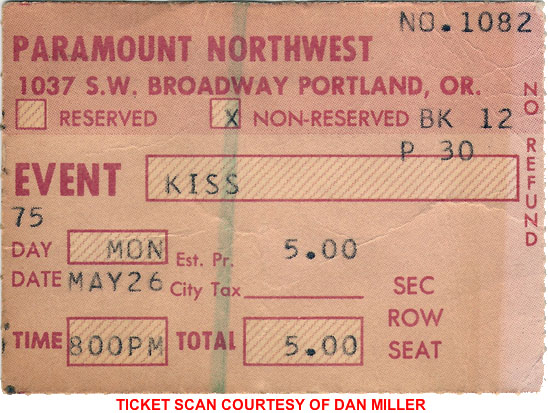 NO. 1082
PARAMOUNT NORTHWEST
1037 S.W. BROADWAY PORTLAND, OR.
RESERVED X NON-RESERVED BK 12
P 30
NO REFUND
EVENT KISS
75
DAY MON Est. Pr. 5.00
DATE MAY26 City Tax SEC
ROW
TIME 800PM TOTAL 5.00 SEAT
TICKET SCAN COURTESY OF DAN MILLER